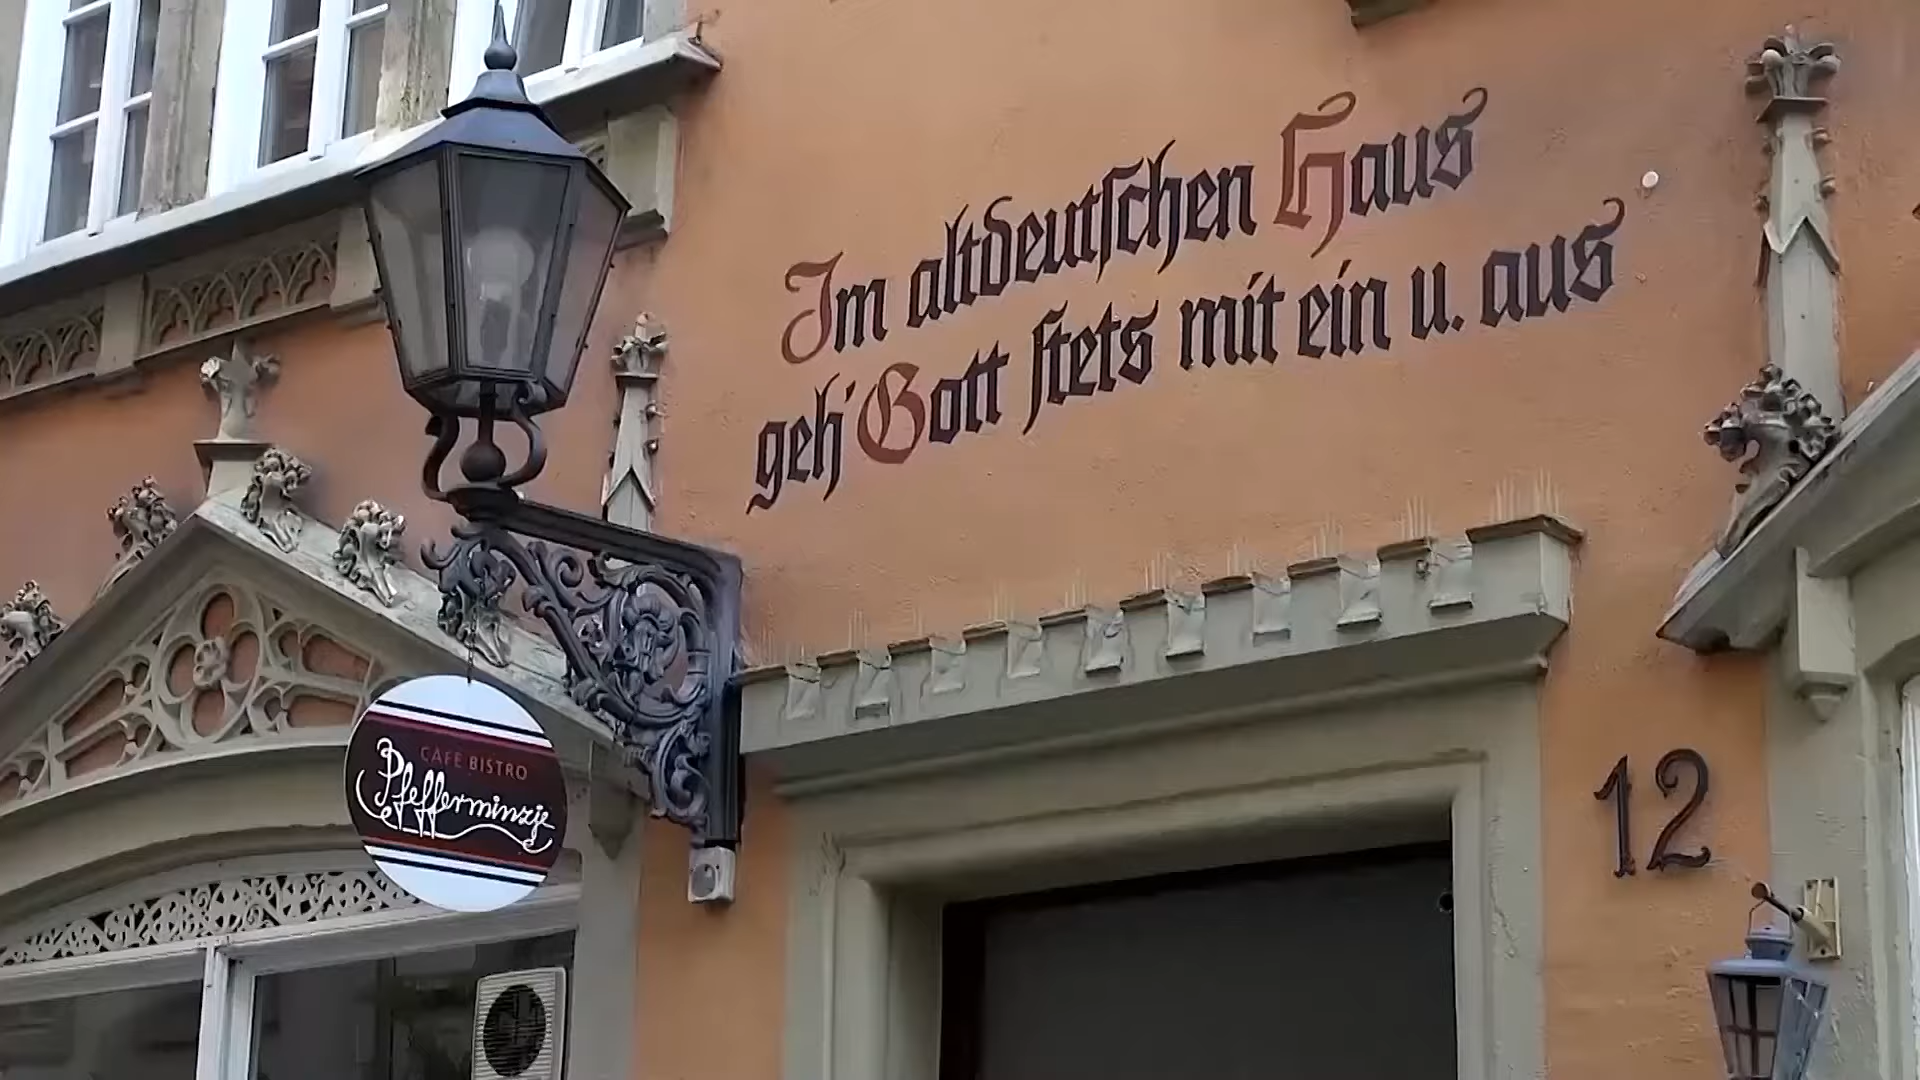 Im altdeutschen Haus
geh' Gott stets mit ein u. aus
CAFE BISTRO
Pfefferminzje
12